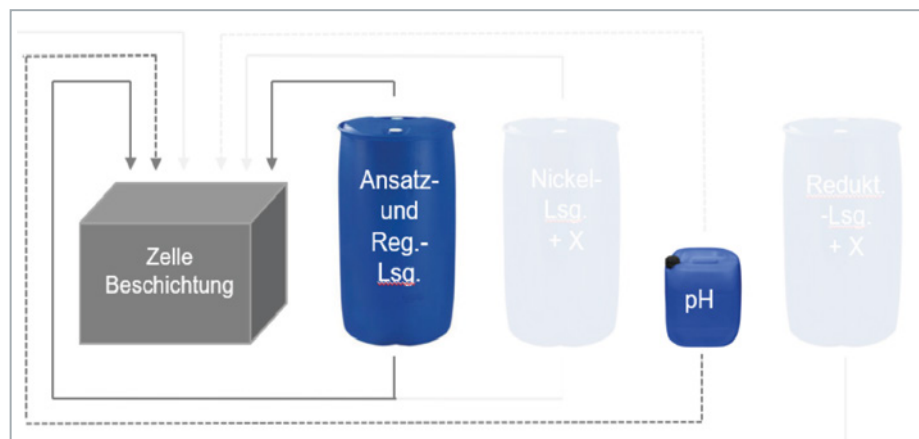 Zelle
Beschichtung
Ansatz-
und
Reg.-
Lsg.
Nickel-
Lsg.
+ X
pH
Redukt.
-Lsg.
+ X